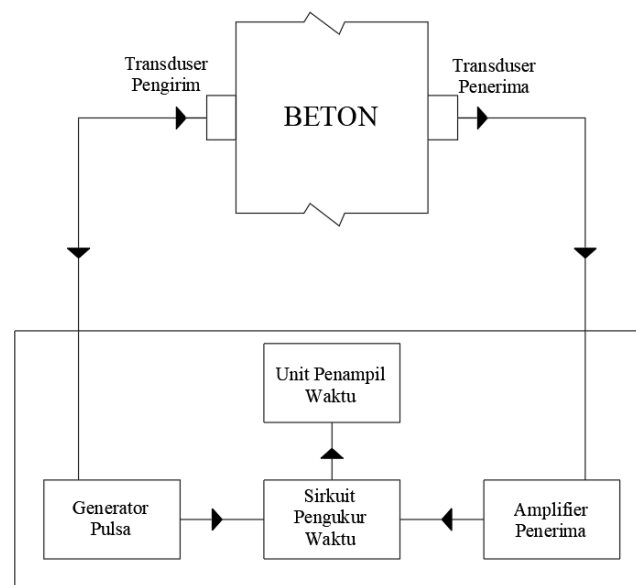 Transduser
Pengirim
BETON
Transduser
Penerima
Unit Penampil
Waktu
Generator
Pulsa
Sirkuit
Pengukur
Waktu
Amplifier
Penerima